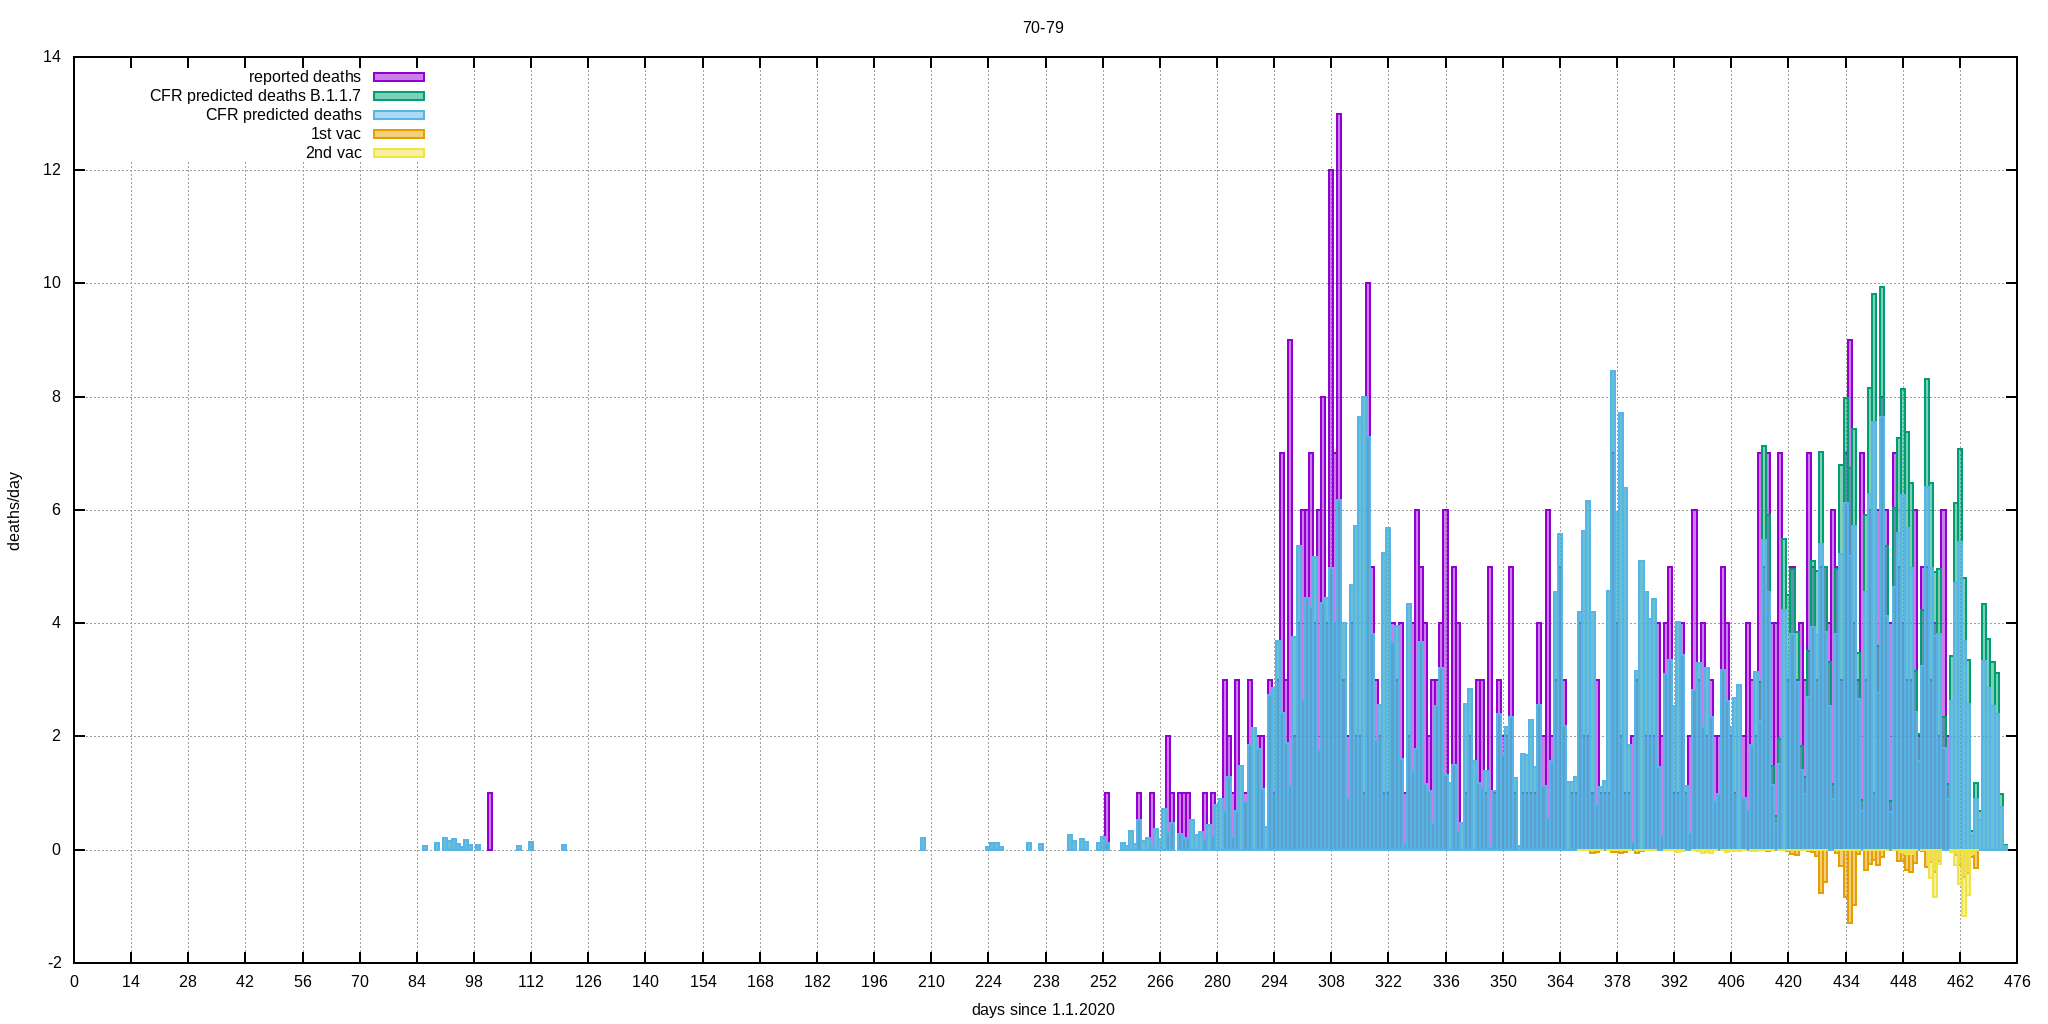 70-79
reported deaths
CFR predicted deaths B.1.1.7
CFR predicted deaths
1st vac
2nd vac
deaths/day
14
12
10
8
6
4
2
0
-2
0 14 28 42 56 70 84 98 112 126 140 154 168 182 196 210 224 238 252 266 280 294 308 322 336 350 364 378 392 406 420 434 448 462 476
days since 1.1.2020